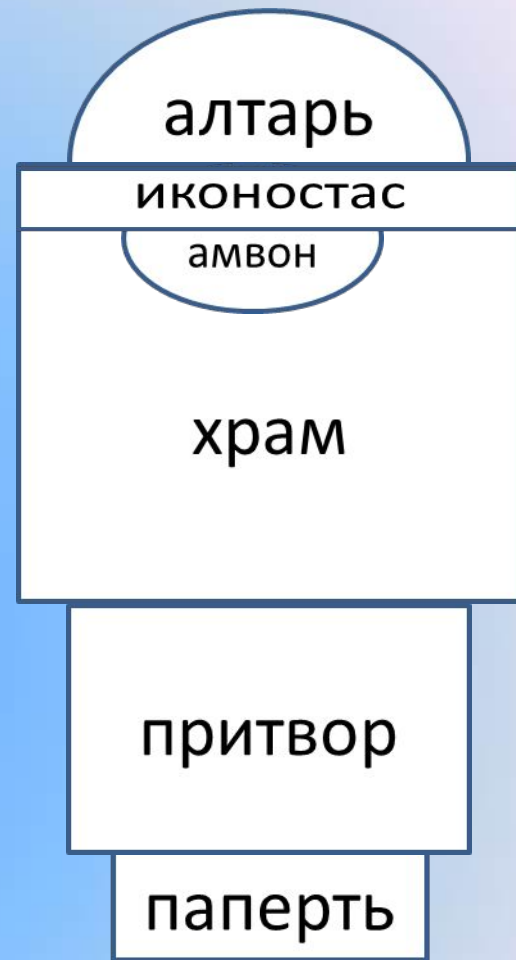 алтарь
иконостас
амвон
храм
притвор
паперть